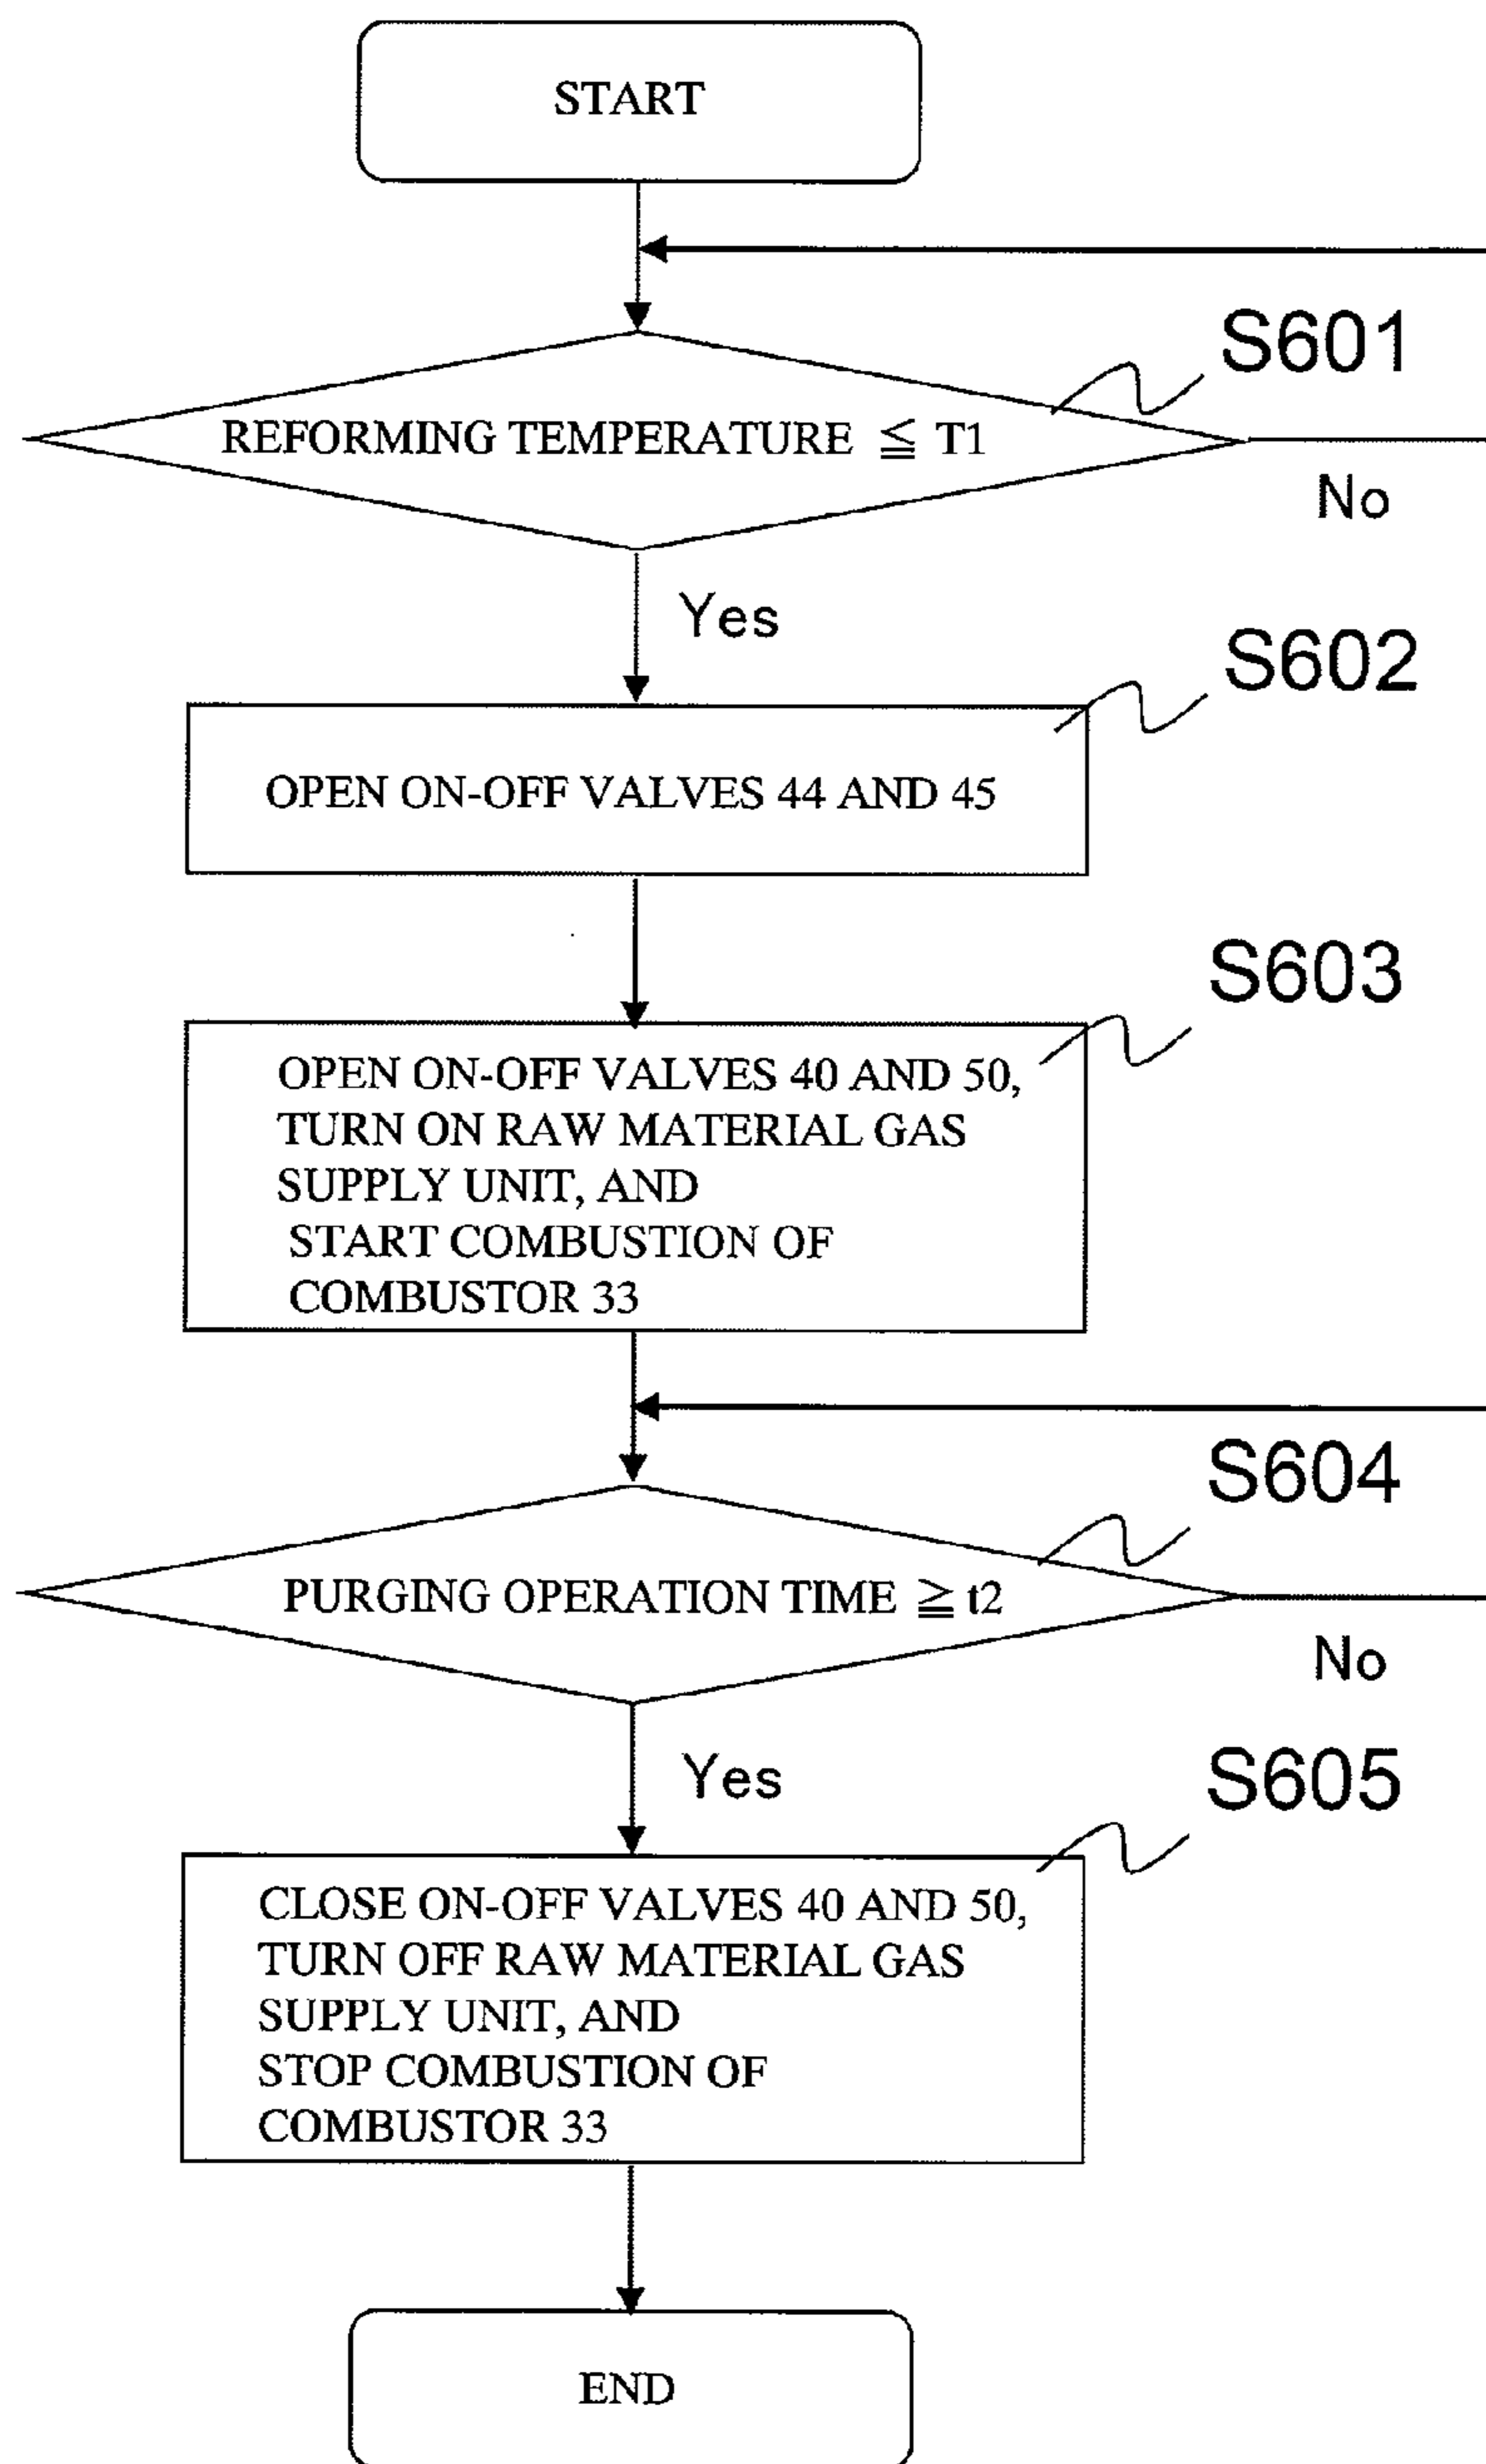 START
S601
REFORMING TEMPERATURE ≦ T1
No
Yes
S602
OPEN ON-OFF VALVES 44 AND 45
S603
OPEN ON-OFF VALVES 40 AND 50,
TURN ON RAW MATERIAL GAS
SUPPLY UNIT, AND
START COMBUSTION OF
COMBUSTOR 33
S604
PURGING OPERATION TIME ≧ t2
No
Yes
S605
CLOSE ON-OFF VALVES 40 AND 50,
TURN OFF RAW MATERIAL GAS
SUPPLY UNIT, AND
STOP COMBUSTION OF
COMBUSTOR 33
END